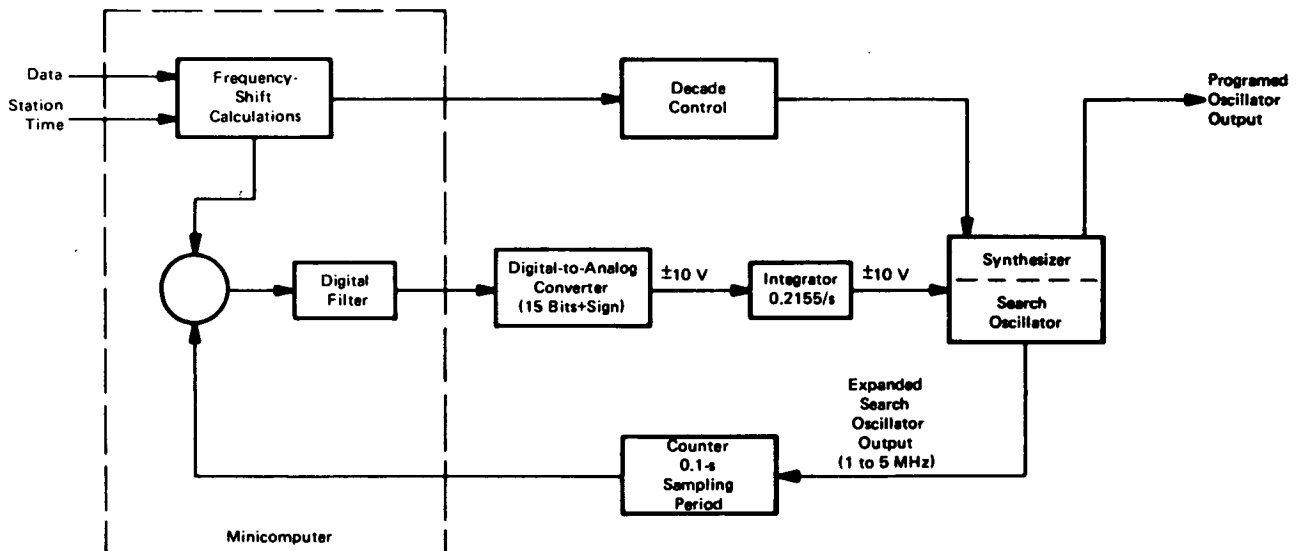 Data
Station
Time
Frequency-
Shift
Calculations
Decade
Control
Programed
Oscillator
Output
Digital
Filter
Digital-to-Analog
Converter
(15 Bits+Sign)
±10 V
Integrator
0.2155/s
±10 V
Synthesizer
Search
Oscillator
Expanded
Search
Oscillator
Output
(1 to 5 MHz)
Counter
0.1-s
Sampling
Period
Minicomputer